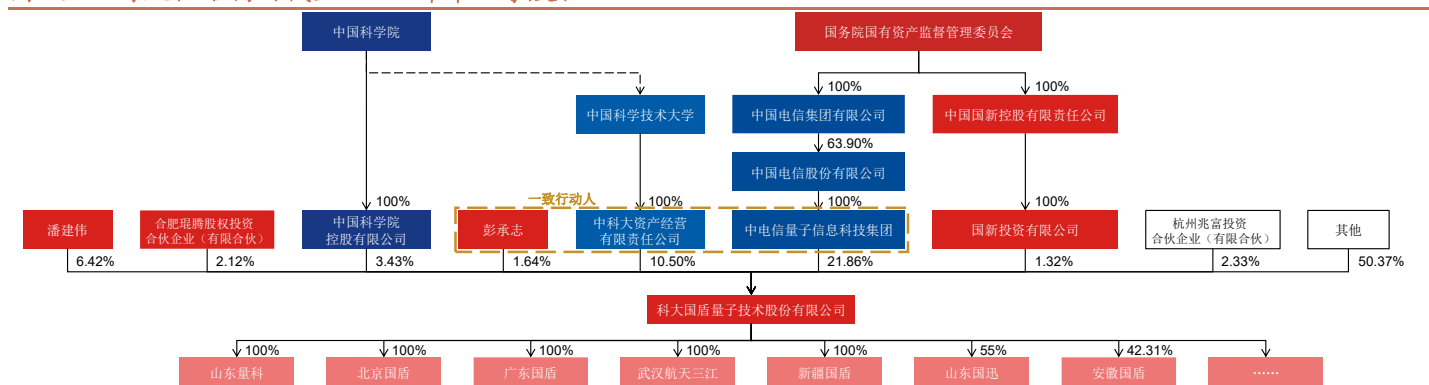 中国科学院
国务院国有资产监督管理委员会
100%
100%
中国科学技术大学
中国电信集团有限公司
中国国新控股有限责任公司
63.90%
中国电信股份有限公司
一致行动人
100%
100%
100%
100%
潘建伟
合肥琨腾股权投资
合伙企业（有限合伙）
中国科学院
控股有限公司
彭承志
中科大资产经营
有限责任公司
中电信量子信息科技集团
国新投资有限公司
杭州兆富投资
合伙企业（有限合伙）
其他
6.42%
2.12%
3.43%
1.64%
10.50%
21.86%
1.32%
2.33%
50.37%
科大国盾量子技术股份有限公司
100%
100%
100%
100%
100%
55%
42.31%
山东量科
北京国盾
广东国盾
武汉航天三江
新疆国盾
山东国迅
安徽国盾
……